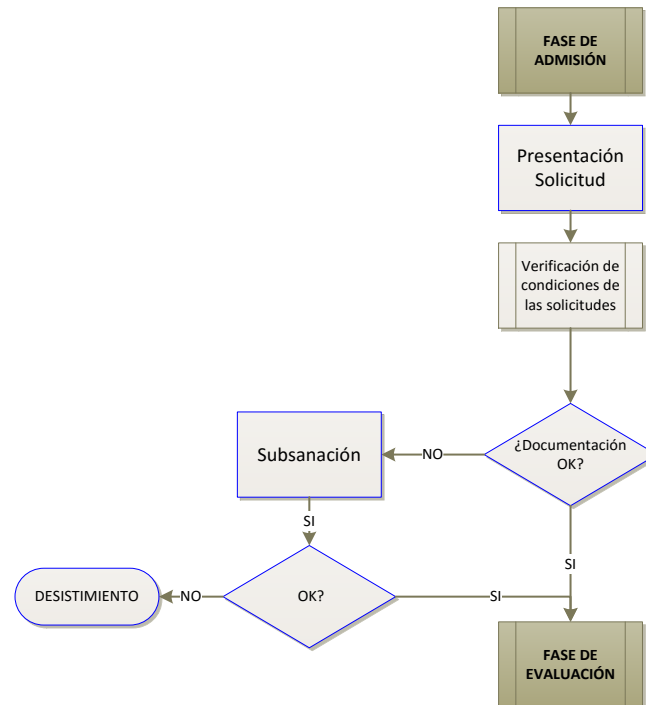 FASE DE
ADMISIÓN
Presentación
Solicitud
Verificación de
condiciones de
las solicitudes
¿Documentación
OK?
NO
Subsanación
SI
SI
OK?
NO
DESISTIMIENTO
SI
FASE DE
EVALUACIÓN